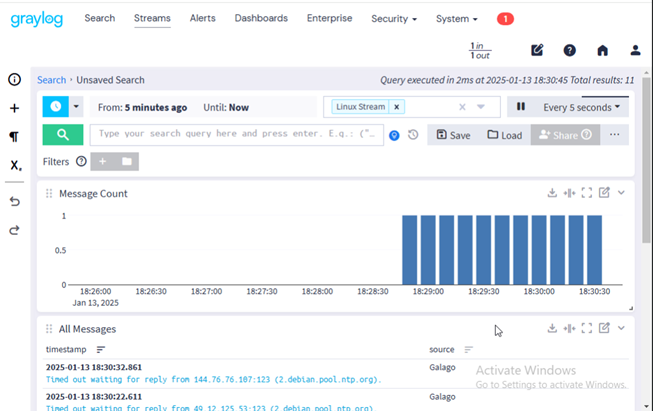 graylog Search Streams Alerts Dashboards Enterprise Security System 1
1 in
1 out
Search › Unsaved Search Query executed in 2ms at 2025-01-13 18:30:45 Total results: 11
From: 5 minutes ago Until: Now Linux Stream x Every 5 seconds
Type your search query here and press enter. E.g.: ("… Save Load Share ...
Filters
Message Count
1
0.5
0
18:26:00 18:26:30 18:27:00 18:27:30 18:28:00 18:28:30 18:29:00 18:29:30 18:30:00 18:30:30
Jan 13, 2025
All Messages
timestamp source
2025-01-13 18:30:32.861 Galago
Timed out waiting for reply from 144.76.76.107:123 (2.debian.pool.ntp.org).
2025-01-13 18:30:22.611 Galago
Timed out waiting for reply from 49.12.125.53:123 (2.debian.pool.ntp.org).
Activate Windows
Go to Settings to activate Windows.